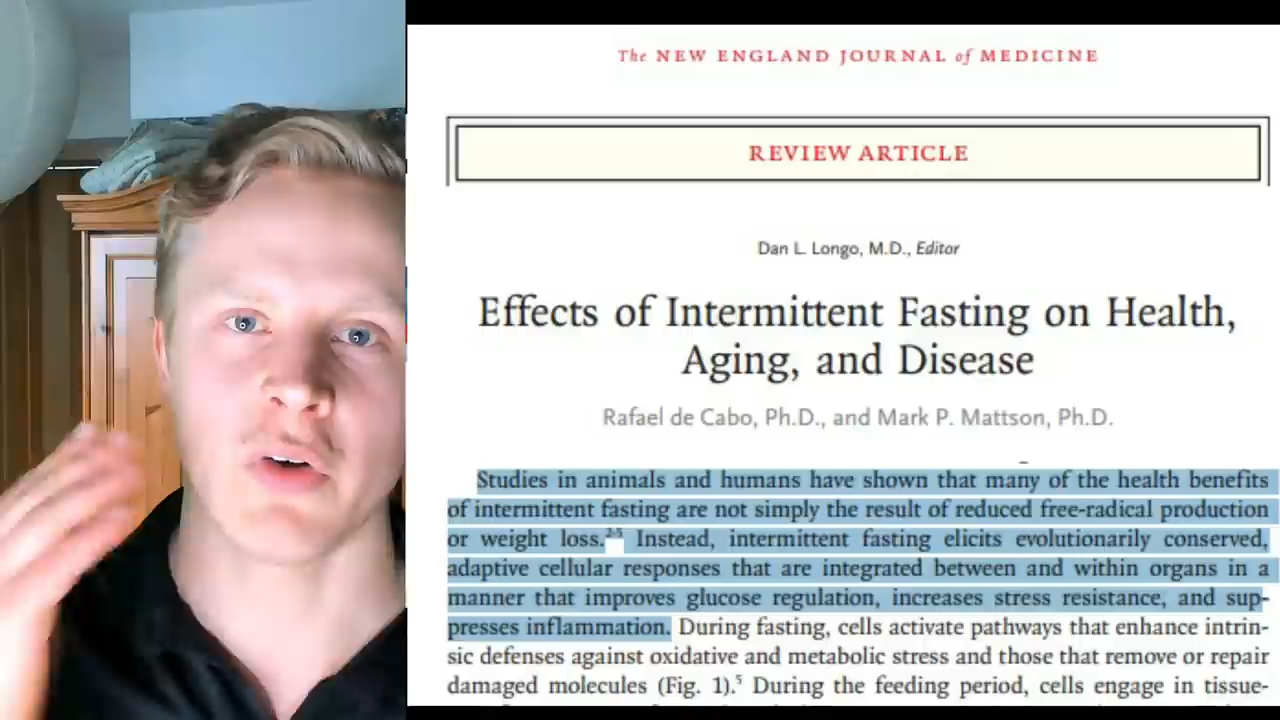 The NEW ENGLAND JOURNAL of MEDICINE
REVIEW ARTICLE
Dan L. Longo, M.D., Editor
Effects of Intermittent Fasting on Health,
Aging, and Disease
Rafael de Cabo, Ph.D., and Mark P. Mattson, Ph.D.
Studies in animals and humans have shown that many of the health benefits
of intermittent fasting are not simply the result of reduced free-radical production
or weight loss.2-5 Instead, intermittent fasting elicits evolutionarily conserved,
adaptive cellular responses that are integrated between and within organs in a
manner that improves glucose regulation, increases stress resistance, and sup-
presses inflammation. During fasting, cells activate pathways that enhance intrin-
sic defenses against oxidative and metabolic stress and those that remove or repair
damaged molecules (Fig. 1).5 During the feeding period, cells engage in tissue-